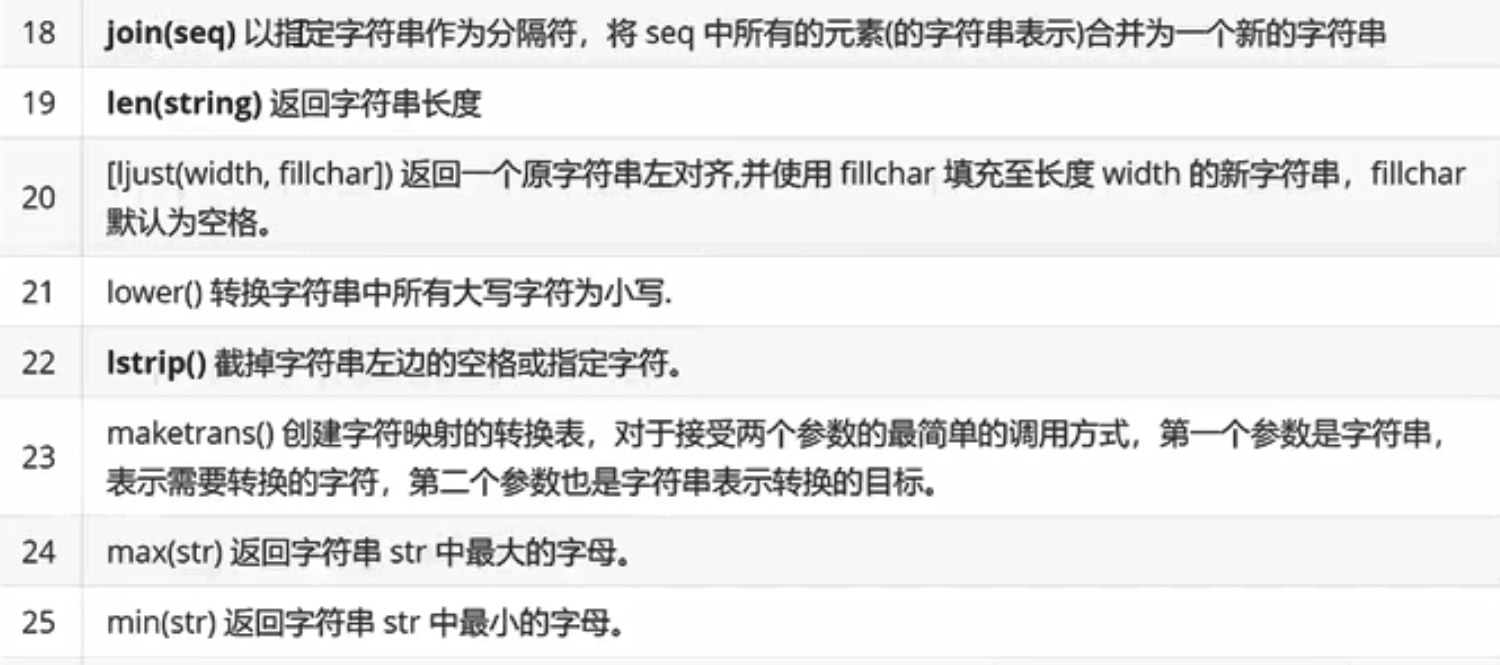 18 join(seq) 以指定字符串作为分隔符，将 seq 中所有的元素(的字符串表示)合并为一个新的字符串
19 len(string) 返回字符串长度
20 [ljust(width, fillchar]) 返回一个原字符串左对齐,并使用 fillchar 填充至长度 width 的新字符串，fillchar
默认为空格。
21 lower() 转换字符串中所有大写字符为小写.
22 lstrip() 截掉字符串左边的空格或指定字符。
23 maketrans() 创建字符映射的转换表，对于接受两个参数的最简单的调用方式，第一个参数是字符串，
表示需要转换的字符，第二个参数也是字符串表示转换的目标。
24 max(str) 返回字符串 str 中最大的字母。
25 min(str) 返回字符串 str 中最小的字母。